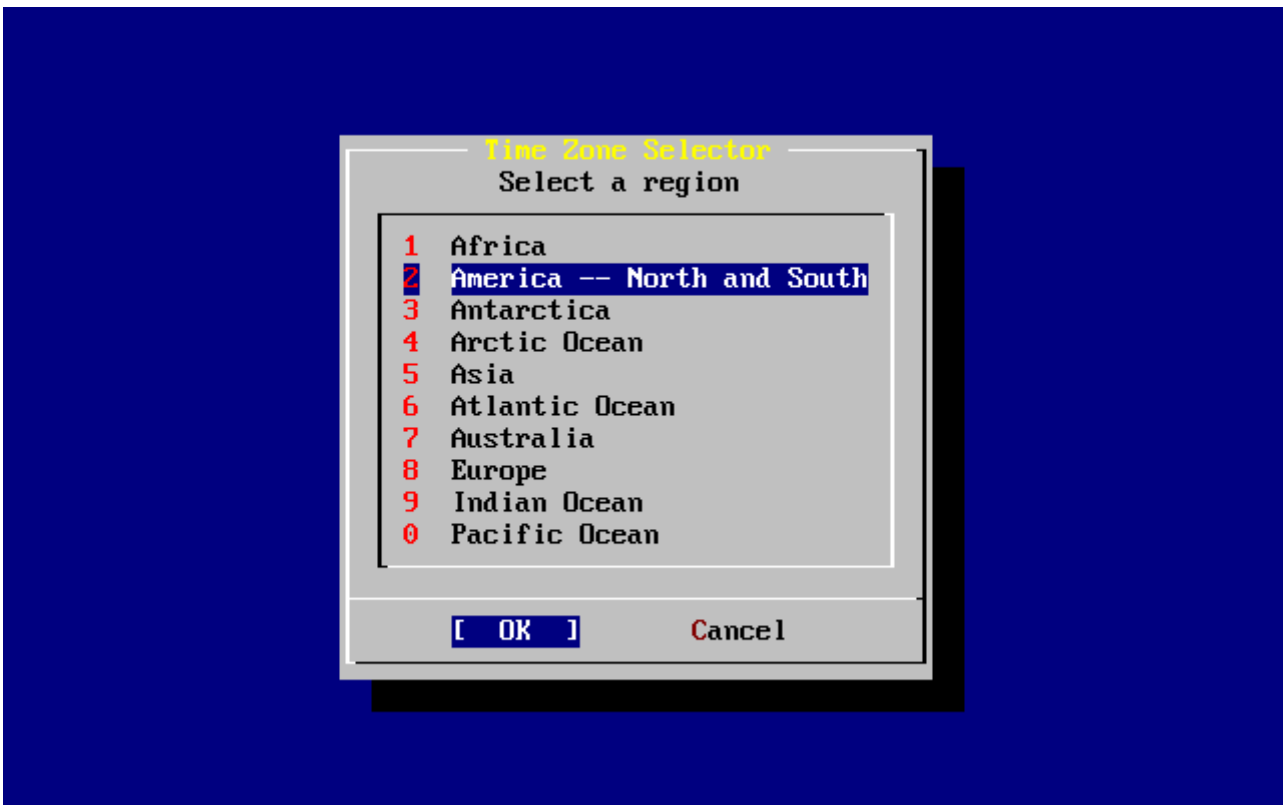 Time Zone Selector
Select a region
1 Africa
2 America -- North and South
3 Antarctica
4 Arctic Ocean
5 Asia
6 Atlantic Ocean
7 Australia
8 Europe
9 Indian Ocean
0 Pacific Ocean
[ OK ] Cancel